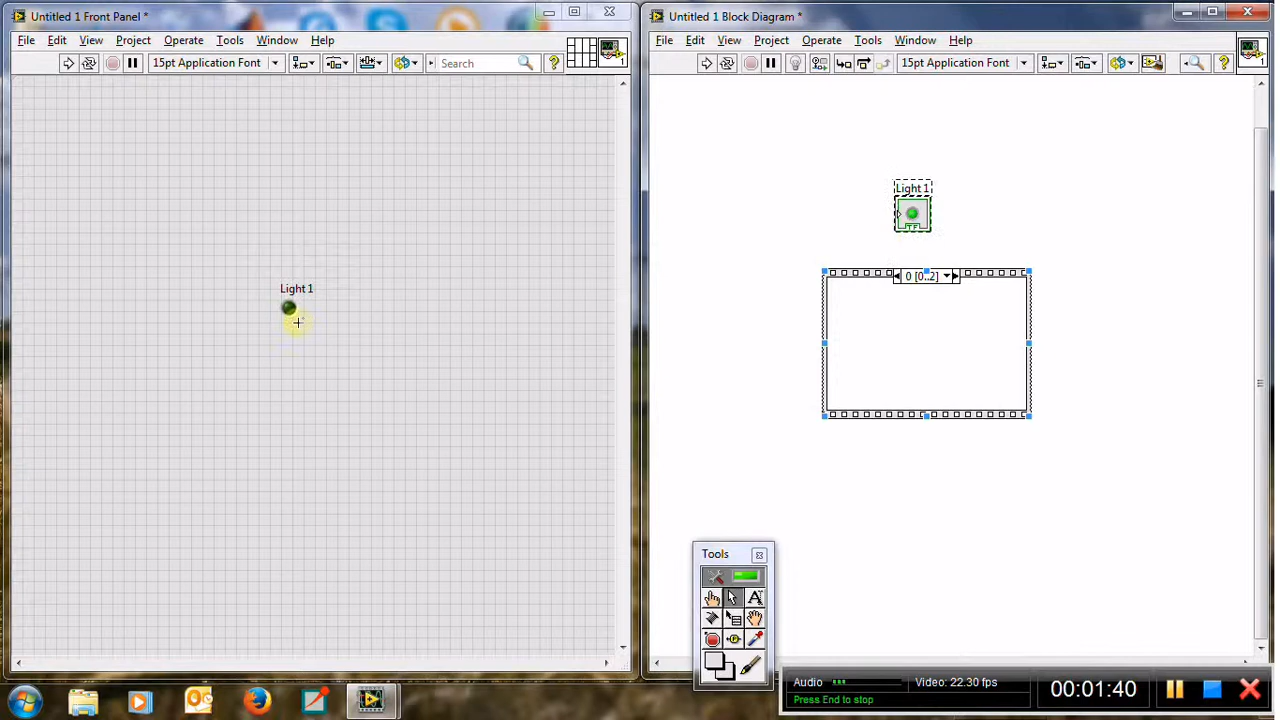 Untitled 1 Front Panel *
File Edit View Project Operate Tools Window Help
15pt Application Font
Search
1
Light 1
Untitled 1 Block Diagram *
File Edit View Project Operate Tools Window Help
15pt Application Font
1
Light 1
TF
0 [0..2]
Tools
Audio
Video: 22.30 fps
Press End to stop
00:01:40